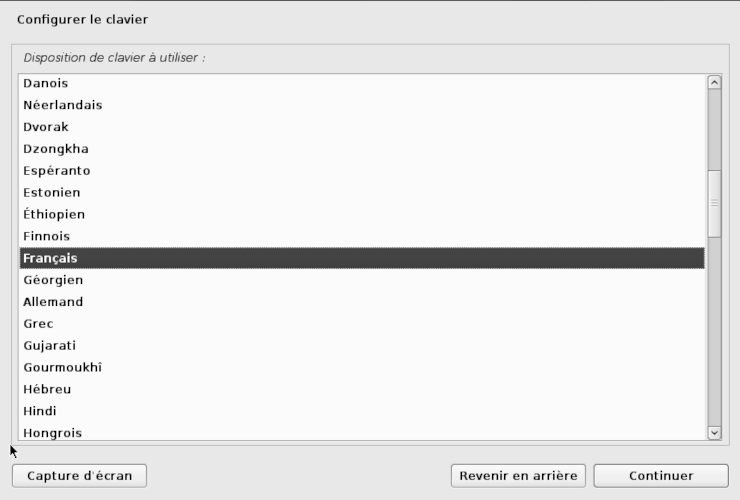 Configurer le clavier
Disposition de clavier à utiliser :
Danois
Néerlandais
Dvorak
Dzongkha
Espéranto
Estonien
Éthiopien
Finnois
Français
Géorgien
Allemand
Grec
Gujarati
Gourmoukhî
Hébreu
Hindi
Hongrois
Capture d'écran
Revenir en arrière
Continuer